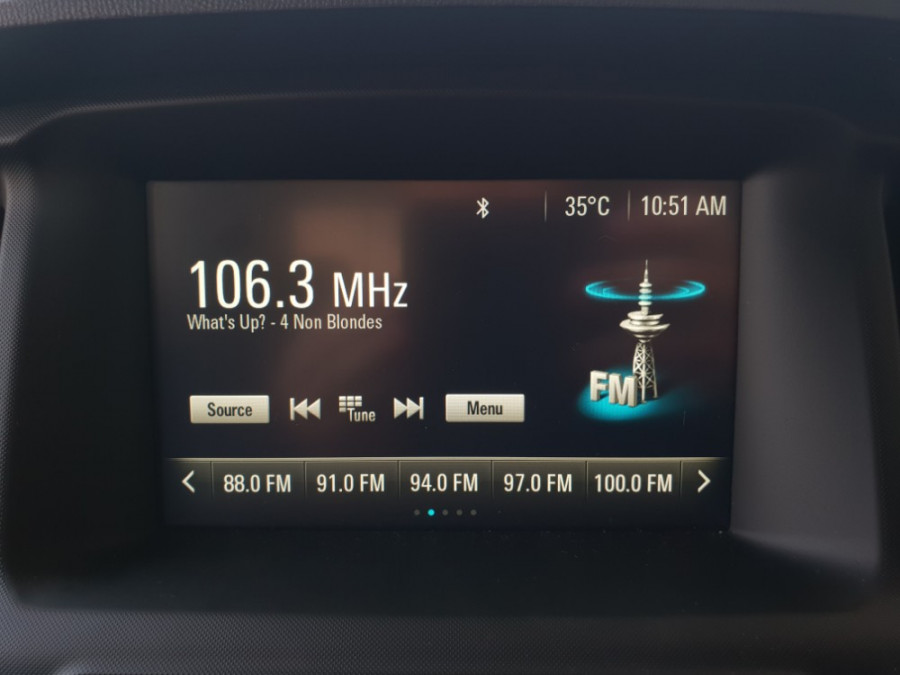 35°C 10:51 AM
106.3 MHz
What's Up? - 4 Non Blondes
FM
Source Tune Menu
88.0 FM 91.0 FM 94.0 FM 97.0 FM 100.0 FM